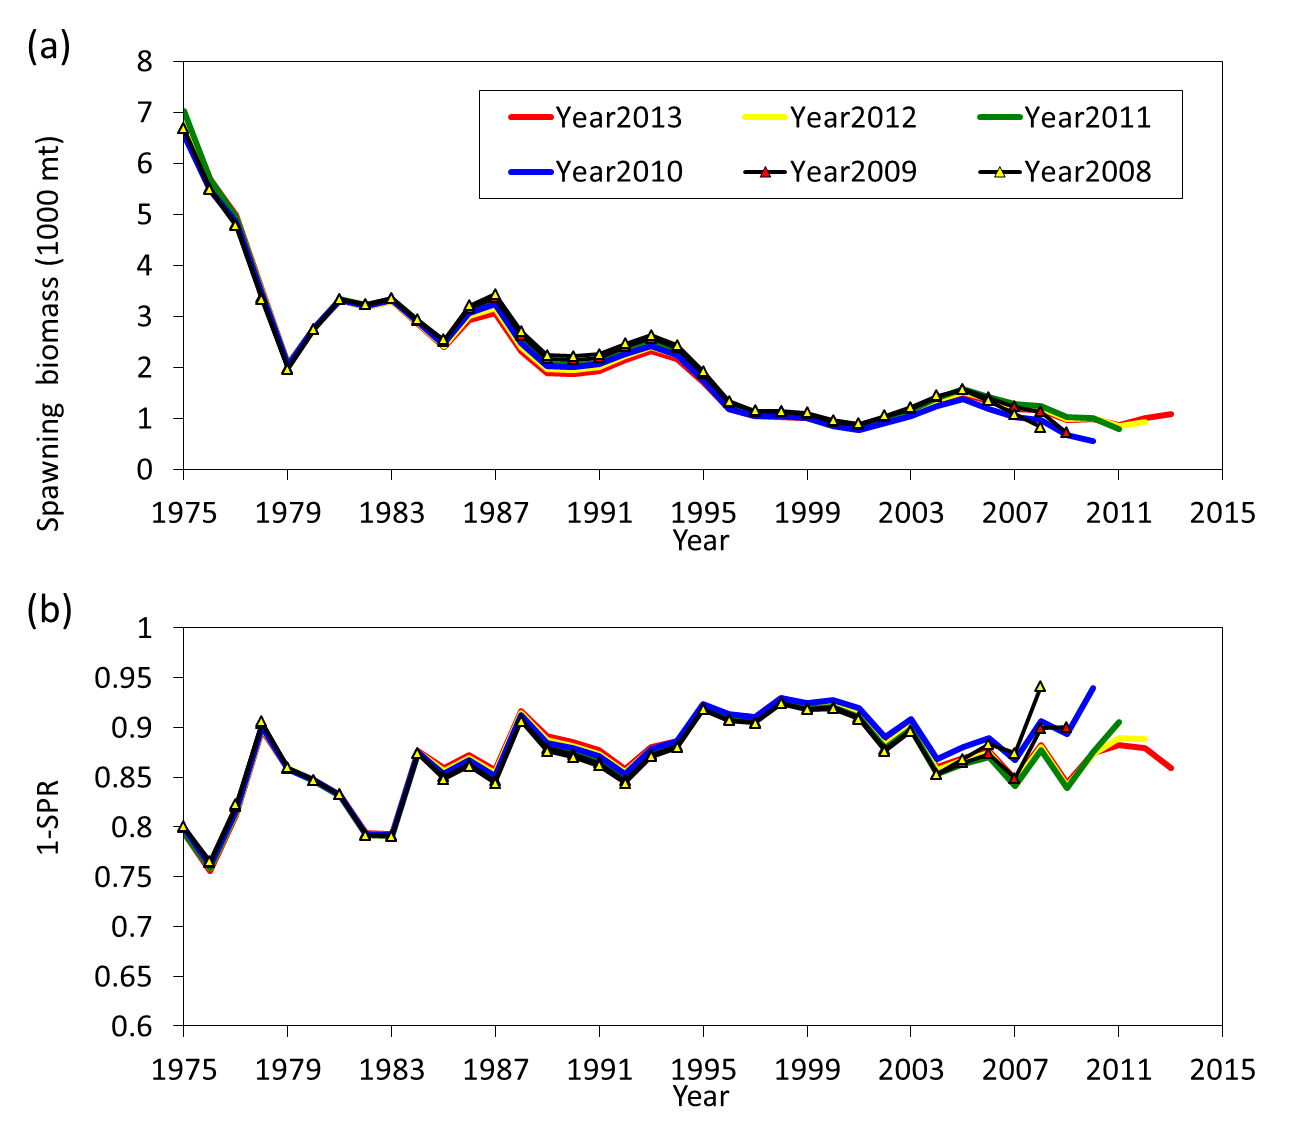 (a)
Spawning biomass (1000 mt)
8
7
6
5
4
3
2
1
0
Year2013 Year2012 Year2011
Year2010 Year2009 Year2008
1975 1979 1983 1987 1991 1995 1999 2003 2007 2011 2015
Year
(b)
1-SPR
1
0.95
0.9
0.85
0.8
0.75
0.7
0.65
0.6
1975 1979 1983 1987 1991 1995 1999 2003 2007 2011 2015
Year